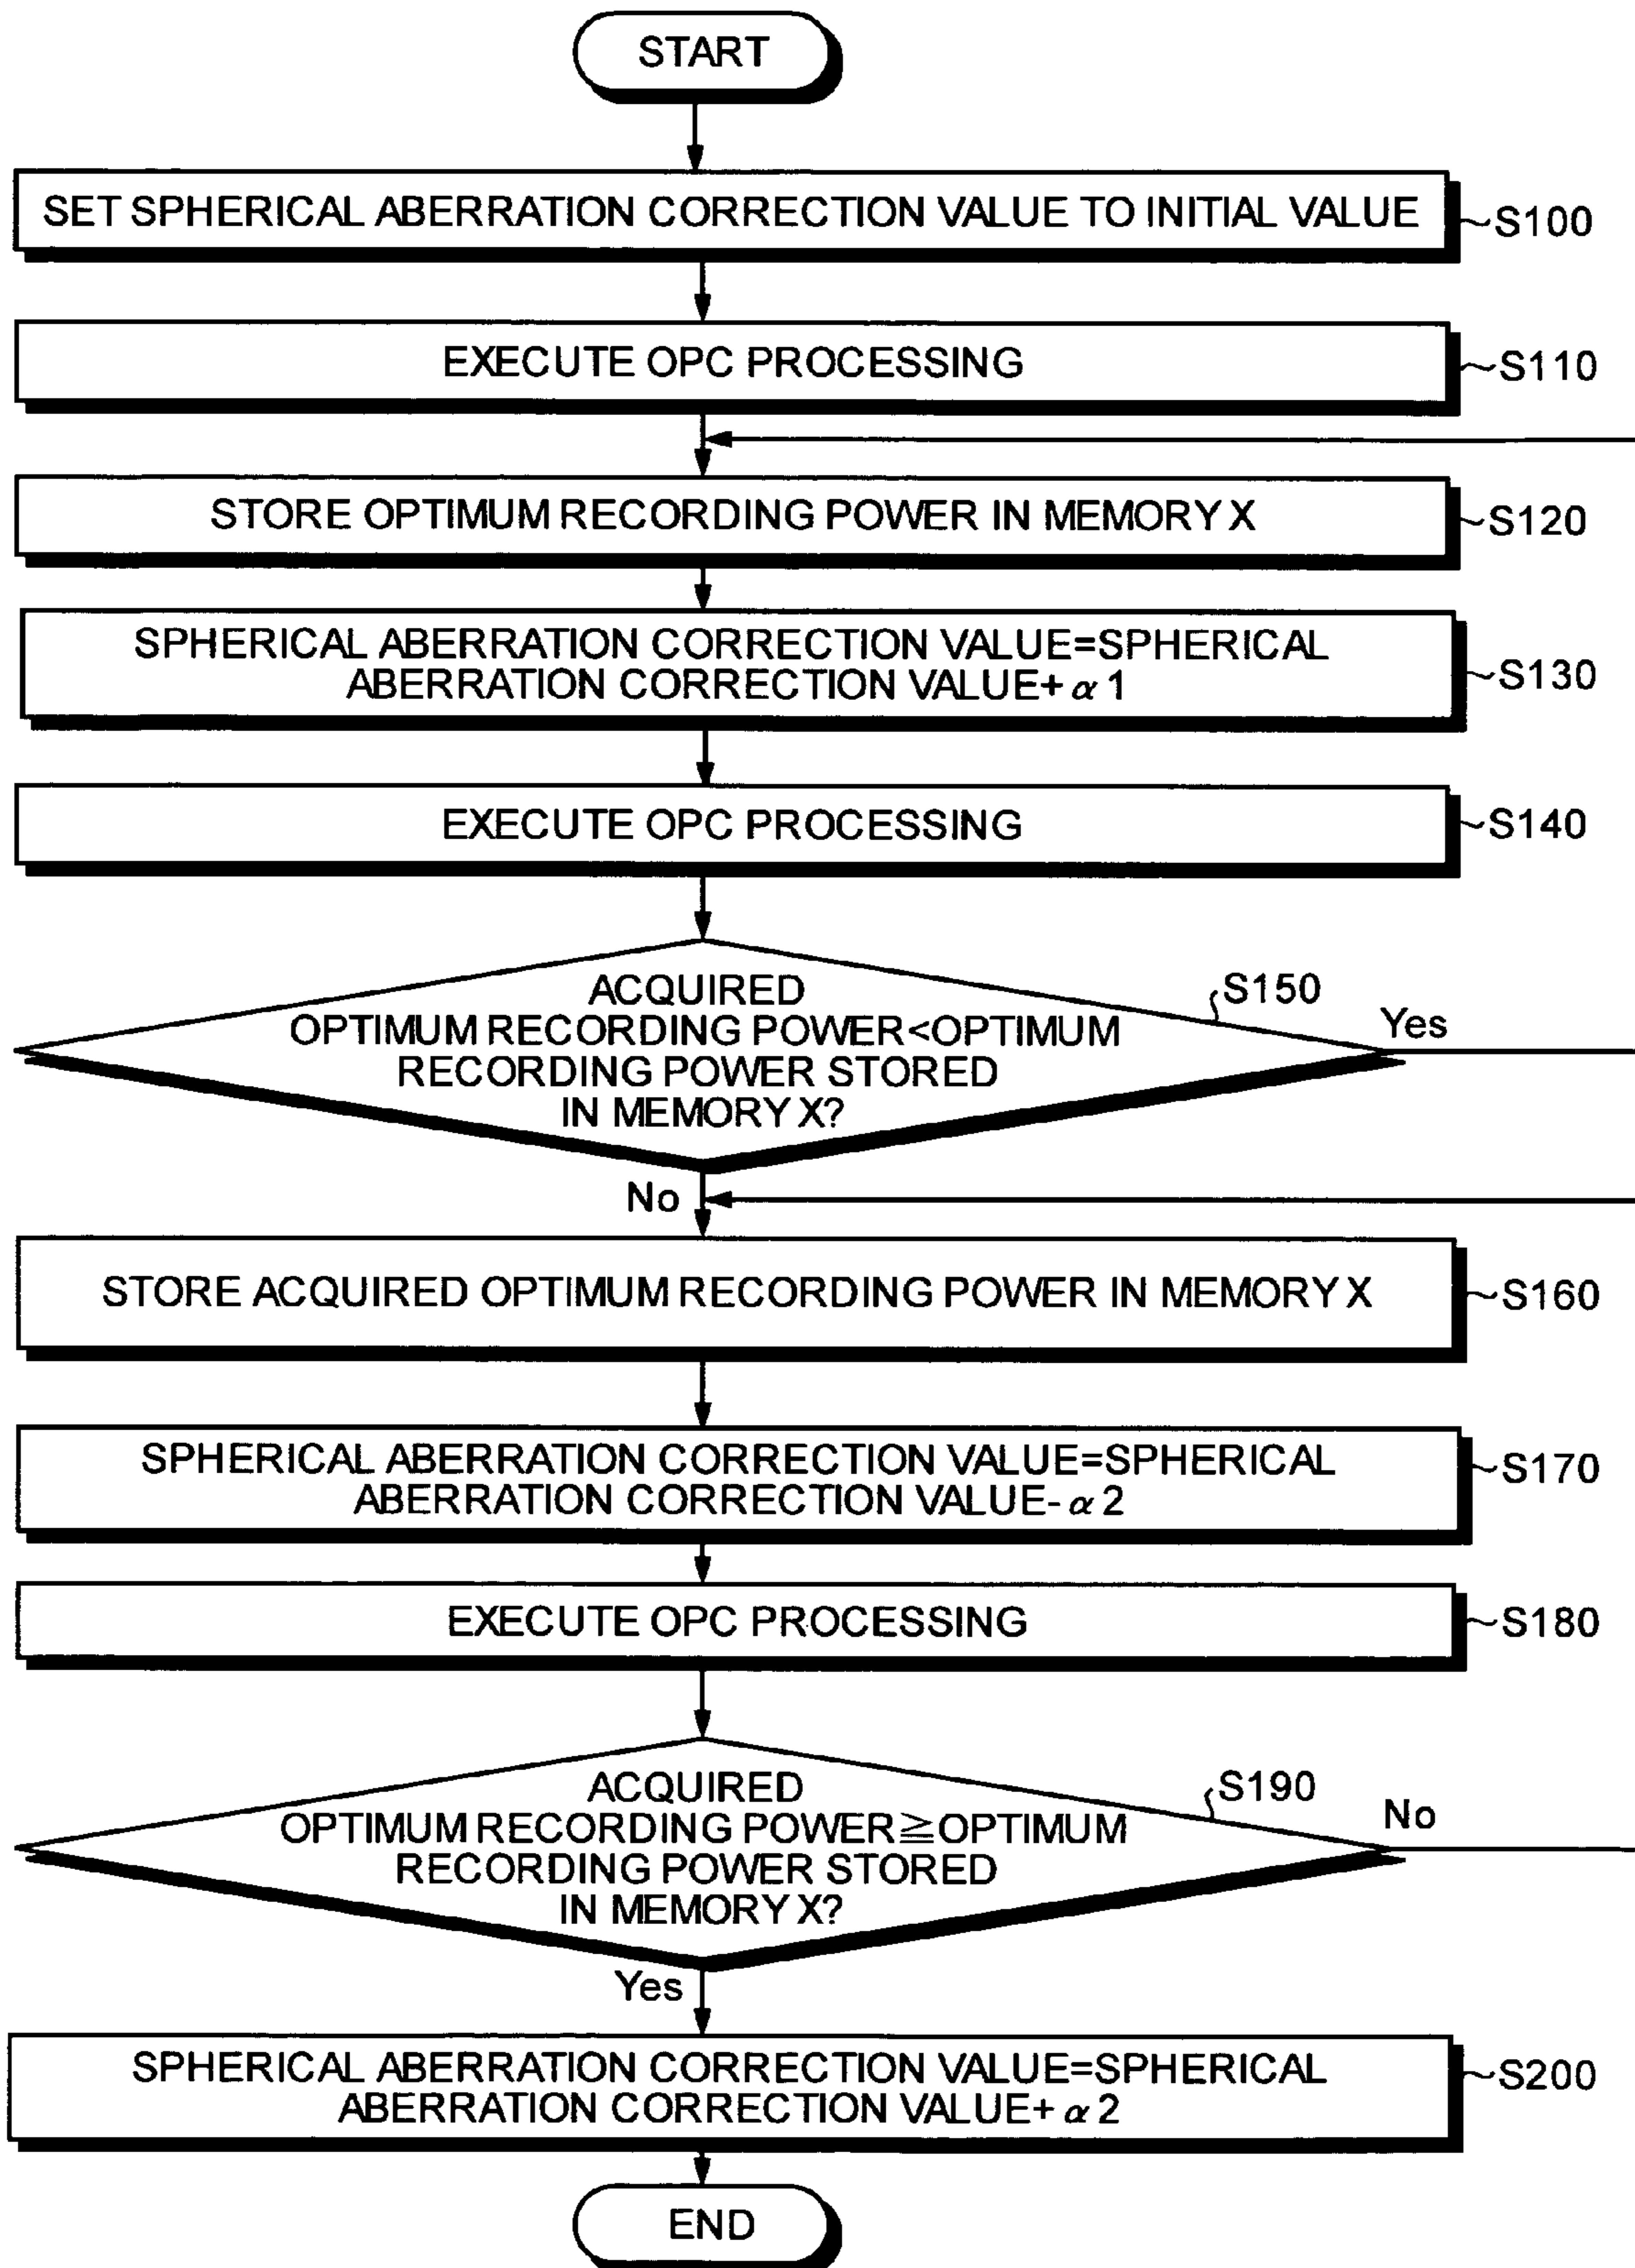 START
SET SPHERICAL ABERRATION CORRECTION VALUE TO INITIAL VALUE
S100
EXECUTE OPC PROCESSING
S110
STORE OPTIMUM RECORDING POWER IN MEMORY X
S120
SPHERICAL ABERRATION CORRECTION VALUE=SPHERICAL
ABERRATION CORRECTION VALUE+α1
S130
EXECUTE OPC PROCESSING
S140
ACQUIRED
OPTIMUM RECORDING POWER<OPTIMUM
RECORDING POWER STORED
IN MEMORY X?
S150
Yes
No
STORE ACQUIRED OPTIMUM RECORDING POWER IN MEMORY X
S160
SPHERICAL ABERRATION CORRECTION VALUE=SPHERICAL
ABERRATION CORRECTION VALUE-α2
S170
EXECUTE OPC PROCESSING
S180
ACQUIRED
OPTIMUM RECORDING POWER≧OPTIMUM
RECORDING POWER STORED
IN MEMORY X?
S190
No
Yes
SPHERICAL ABERRATION CORRECTION VALUE=SPHERICAL
ABERRATION CORRECTION VALUE+α2
S200
END